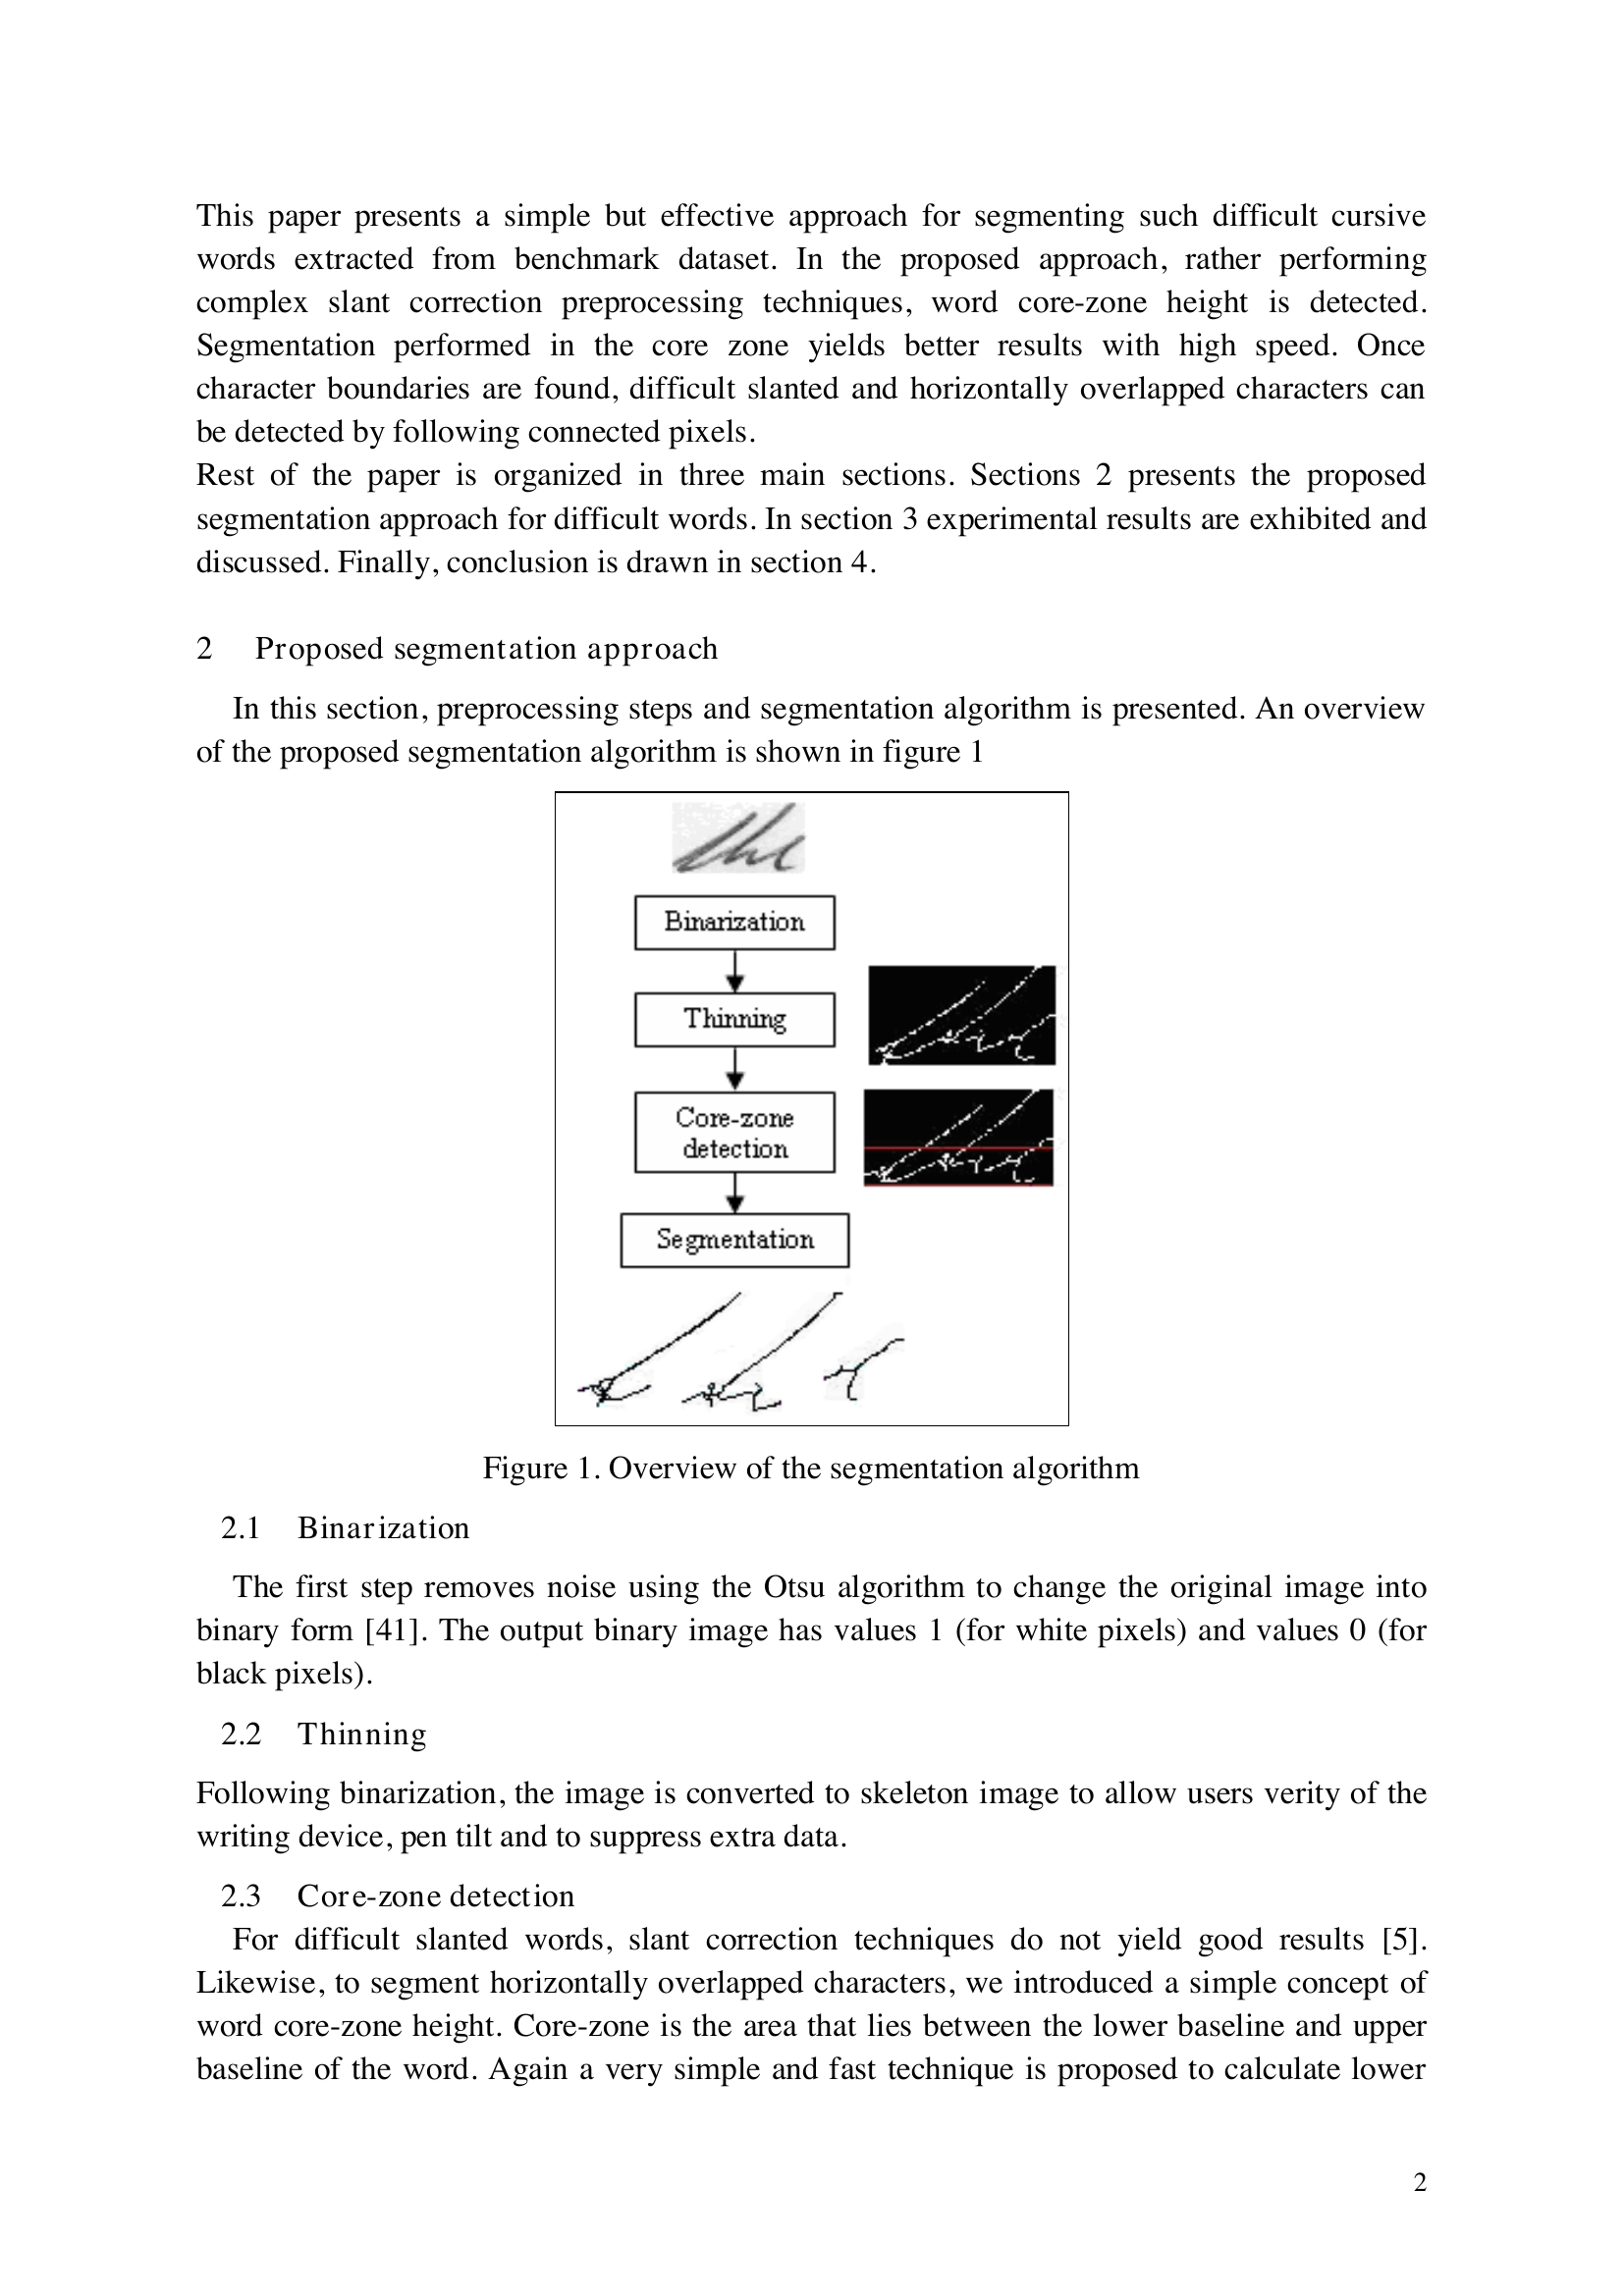 This paper presents a simple but effective approach for segmenting such difficult cursive
words extracted from benchmark dataset. In the proposed approach, rather performing
complex slant correction preprocessing techniques, word core-zone height is detected.
Segmentation performed in the core zone yields better results with high speed. Once
character boundaries are found, difficult slanted and horizontally overlapped characters can
be detected by following connected pixels.
Rest of the paper is organized in three main sections. Sections 2 presents the proposed
segmentation approach for difficult words. In section 3 experimental results are exhibited and
discussed. Finally, conclusion is drawn in section 4.
2 Proposed segmentation approach
In this section, preprocessing steps and segmentation algorithm is presented. An overview
of the proposed segmentation algorithm is shown in figure 1
Binarization
Thinning
Core-zone
detection
Segmentation
Figure 1. Overview of the segmentation algorithm
2.1 Binarization
The first step removes noise using the Otsu algorithm to change the original image into
binary form [41]. The output binary image has values 1 (for white pixels) and values 0 (for
black pixels).
2.2 Thinning
Following binarization, the image is converted to skeleton image to allow users verity of the
writing device, pen tilt and to suppress extra data.
2.3 Core-zone detection
For difficult slanted words, slant correction techniques do not yield good results [5].
Likewise, to segment horizontally overlapped characters, we introduced a simple concept of
word core-zone height. Core-zone is the area that lies between the lower baseline and upper
baseline of the word. Again a very simple and fast technique is proposed to calculate lower
2